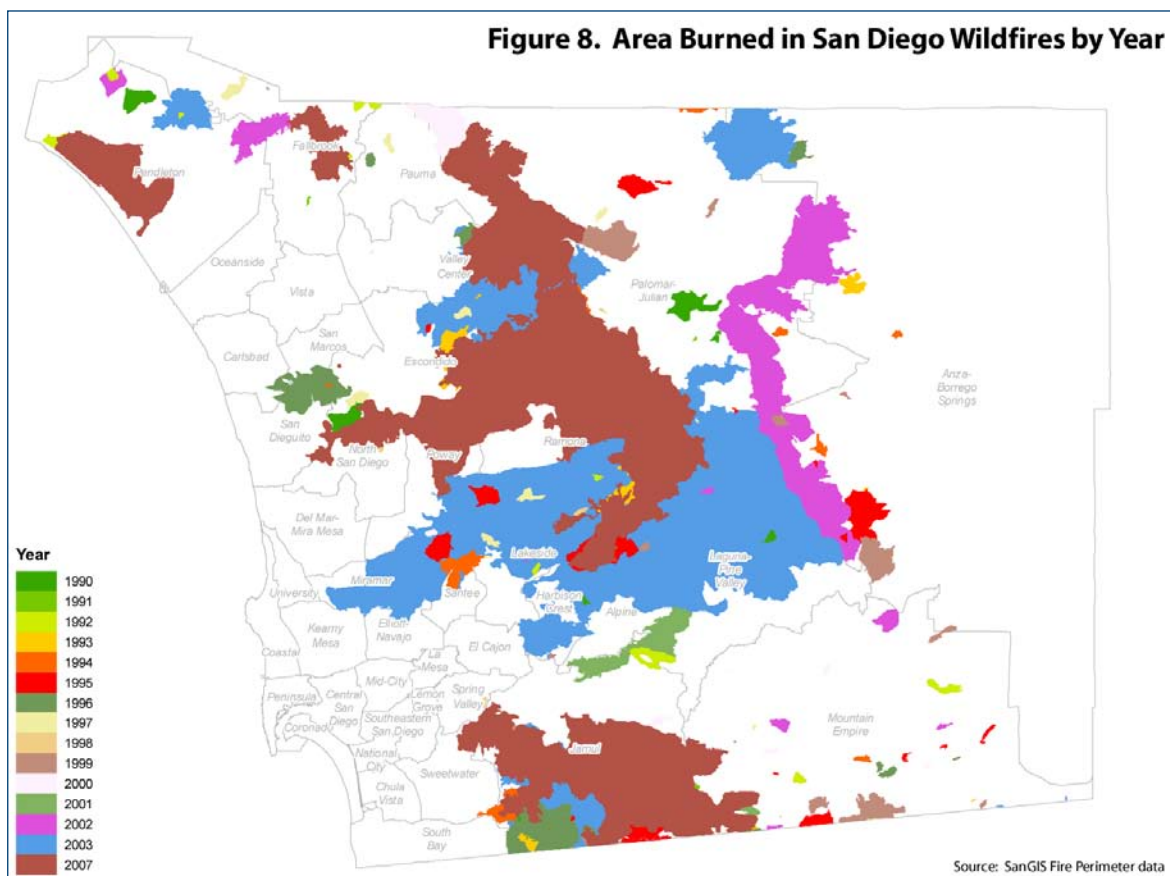 Figure 8.  Area Burned in San Diego Wildfires by Year
Pendleton
Fallbrook
Pauma
Oceanside
Valley
Center
Vista
Palomar-
Julian
San
Marcos
Carlsbad
Escondido
Anza-
Borrego
Springs
San
Dieguito
North
San Diego
Poway
Ramona
Del Mar-
Mira Mesa
Lakeside
Laguna-
Pine
Valley
Miramar
University
Santee
Harbison
Crest
Alpine
Kearny
Mesa
Elliott-
Navajo
El Cajon
Coastal
La
Mesa
Mid-City
Peninsula
Central
San
Diego
Lemon
Grove
Spring
Valley
Coronado
Southeastern
San Diego
Mountain
Empire
Jamul
National
City
Sweetwater
Chula
Vista
South
Bay
Year
1990
1991
1992
1993
1994
1995
1996
1997
1998
1999
2000
2001
2002
2003
2007
Source:  SanGIS Fire Perimeter data